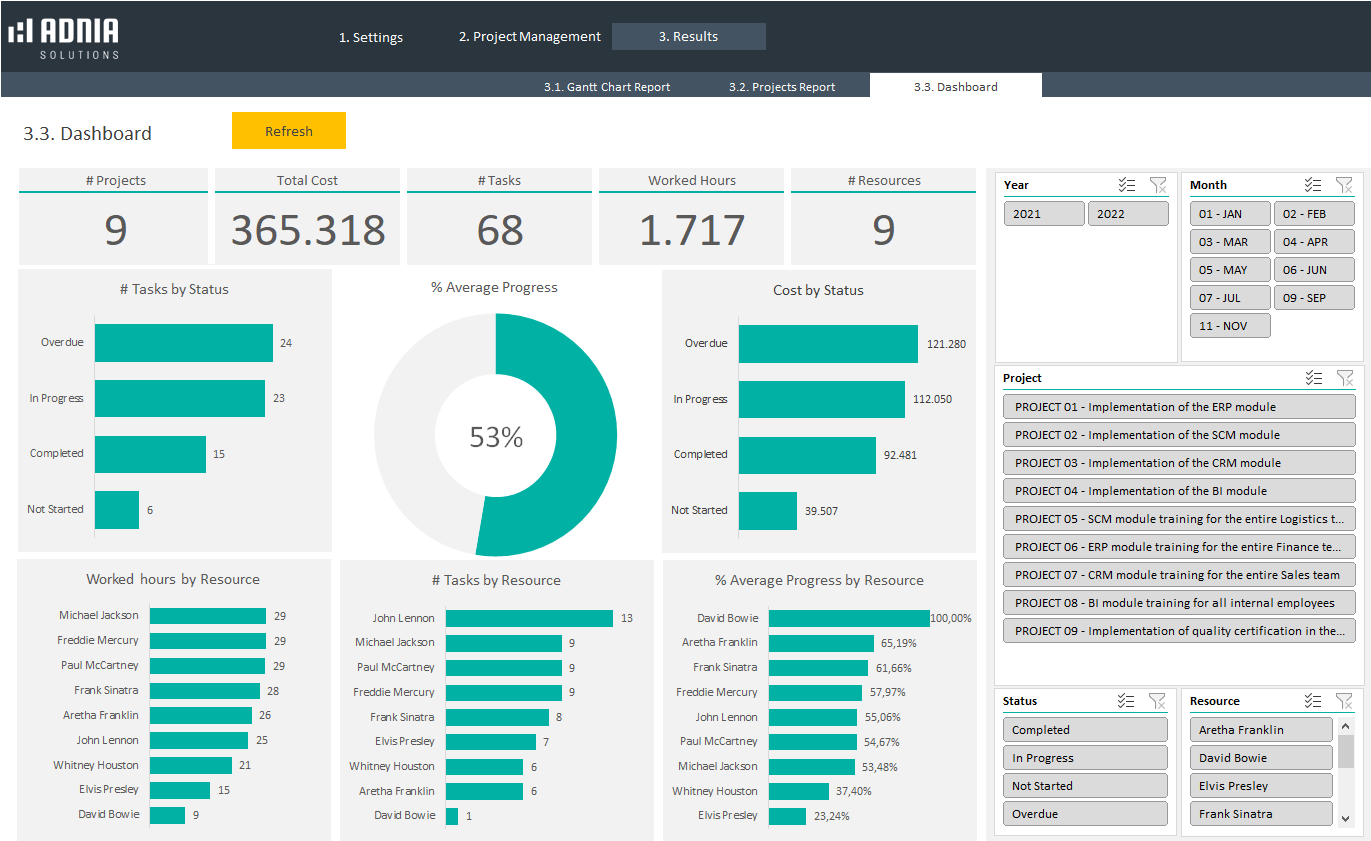 ADNIA
SOLUTIONS
1. Settings
2. Project Management
3. Results
3.1. Gantt Chart Report
3.2. Projects Report
3.3. Dashboard
3.3. Dashboard
Refresh
# Projects
9
Total Cost
365.318
# Tasks
68
Worked Hours
1.717
# Resources
9
# Tasks by Status
Overdue 24
In Progress 23
Completed 15
Not Started 6
% Average Progress
53%
Cost by Status
Overdue 121.280
In Progress 112.050
Completed 92.481
Not Started 39.507
Worked hours by Resource
Michael Jackson 29
Freddie Mercury 29
Paul McCartney 29
Frank Sinatra 28
Aretha Franklin 26
John Lennon 25
Whitney Houston 21
Elvis Presley 15
David Bowie 9
# Tasks by Resource
John Lennon 13
Michael Jackson 9
Paul McCartney 9
Freddie Mercury 9
Frank Sinatra 8
Elvis Presley 7
Whitney Houston 6
Aretha Franklin 6
David Bowie 1
% Average Progress by Resource
David Bowie 100,00%
Aretha Franklin 65,19%
Frank Sinatra 61,66%
Freddie Mercury 57,97%
John Lennon 55,06%
Paul McCartney 54,67%
Michael Jackson 53,48%
Whitney Houston 37,40%
Elvis Presley 23,24%
Year
2021 2022
Month
01 - JAN 02 - FEB
03 - MAR 04 - APR
05 - MAY 06 - JUN
07 - JUL 09 - SEP
11 - NOV
Project
PROJECT 01 - Implementation of the ERP module
PROJECT 02 - Implementation of the SCM module
PROJECT 03 - Implementation of the CRM module
PROJECT 04 - Implementation of the BI module
PROJECT 05 - SCM module training for the entire Logistics t...
PROJECT 06 - ERP module training for the entire Finance te...
PROJECT 07 - CRM module training for the entire Sales team
PROJECT 08 - BI module training for all internal employees
PROJECT 09 - Implementation of quality certification in the...
Status
Completed
In Progress
Not Started
Overdue
Resource
Aretha Franklin
David Bowie
Elvis Presley
Frank Sinatra